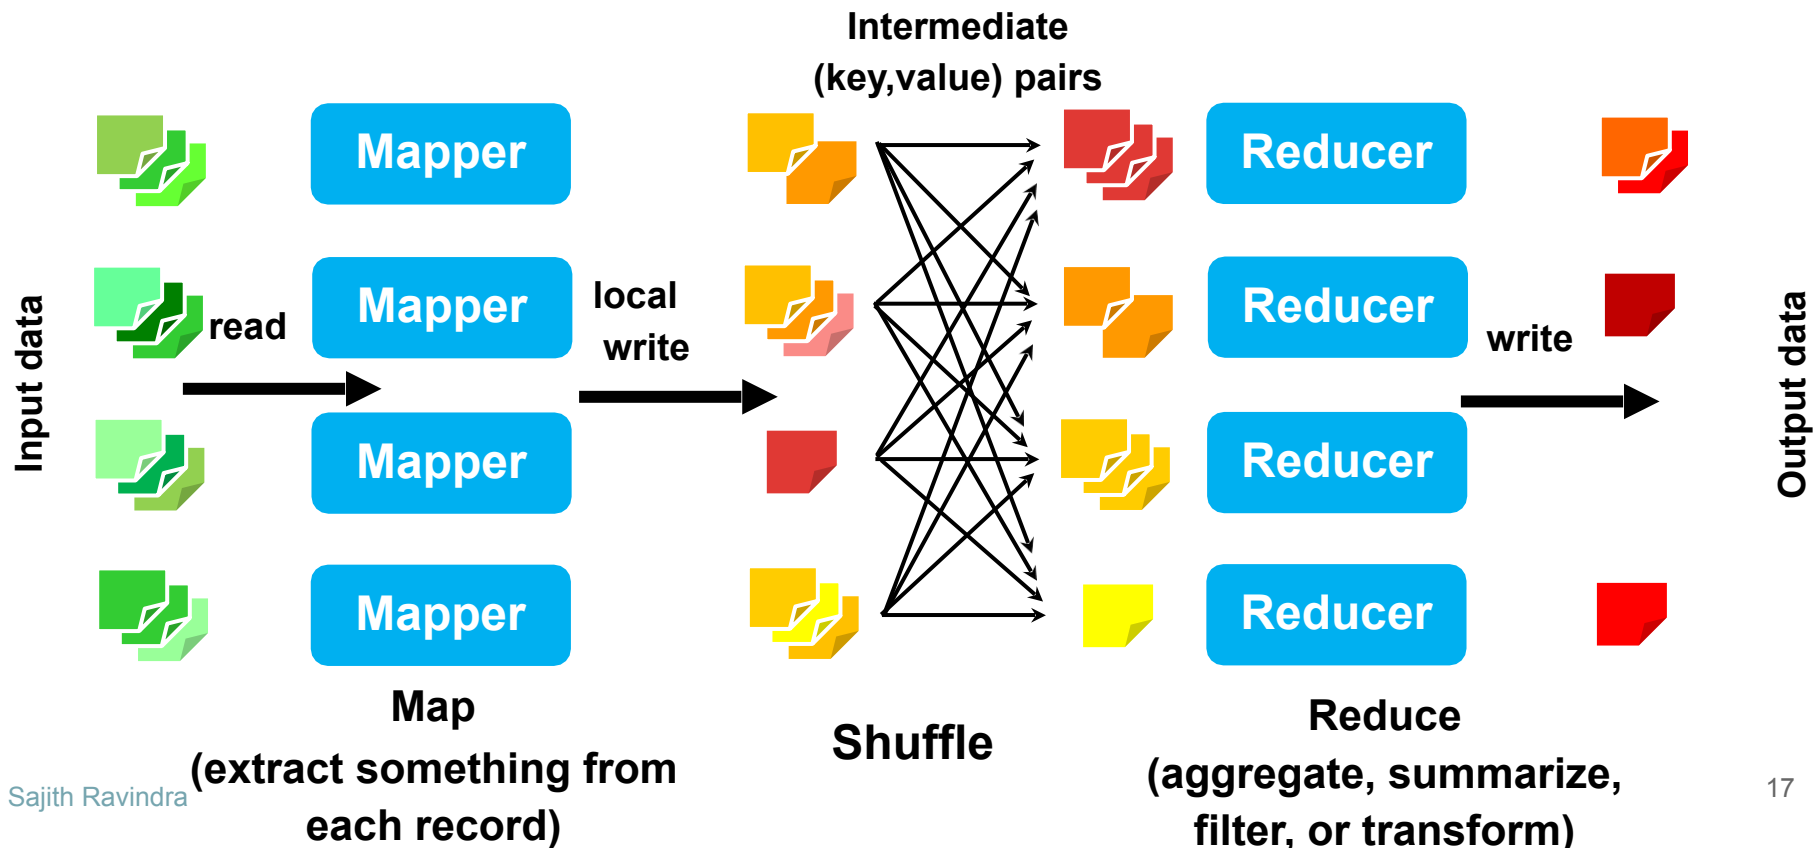 Intermediate
(key,value) pairs
Mapper
Reducer
Input data
read
Mapper
local
write
Reducer
write
Output data
Mapper
Reducer
Mapper
Reducer
Map
(extract something from
each record)
Shuffle
Reduce
(aggregate, summarize,
filter, or transform)
Sajith Ravindra
17